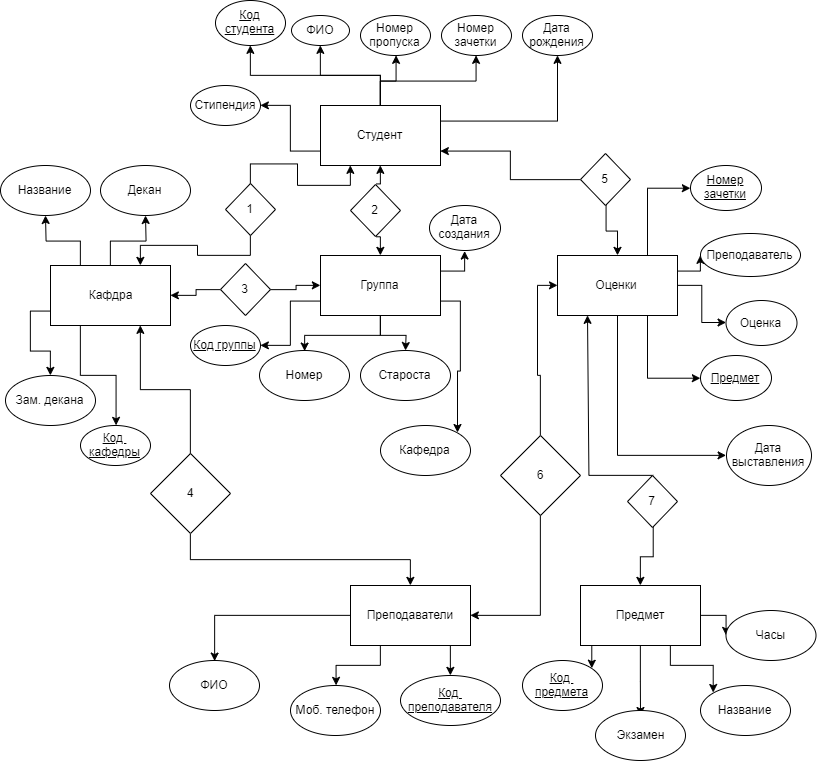 Код
студента
ФИО
Номер
пропуска
Номер
зачетки
Дата
рождения
Стипендия
Студент
Название
Декан
1
2
5
Номер
зачетки
Дата
создания
Преподаватель
Кафдра
3
Группа
Оценки
Оценка
Код группы
Номер
Староста
Предмет
Зам. декана
Код
кафедры
Кафедра
Дата
выставления
4
6
7
Преподаватели
Предмет
Часы
ФИО
Моб. телефон
Код
преподавателя
Код
предмета
Название
Экзамен